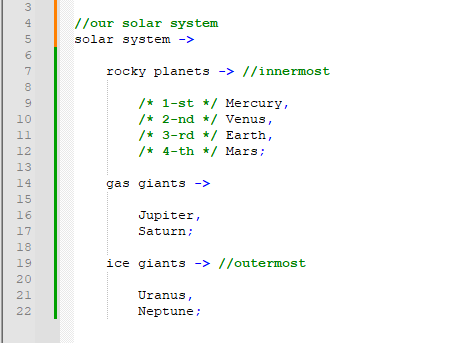 3
4 //our solar system
5 solar system ->
6
7 rocky planets -> //innermost
8
9 /* 1-st */ Mercury,
10 /* 2-nd */ Venus,
11 /* 3-rd */ Earth,
12 /* 4-th */ Mars;
13
14 gas giants ->
15
16 Jupiter,
17 Saturn;
18
19 ice giants -> //outermost
20
21 Uranus,
22 Neptune;